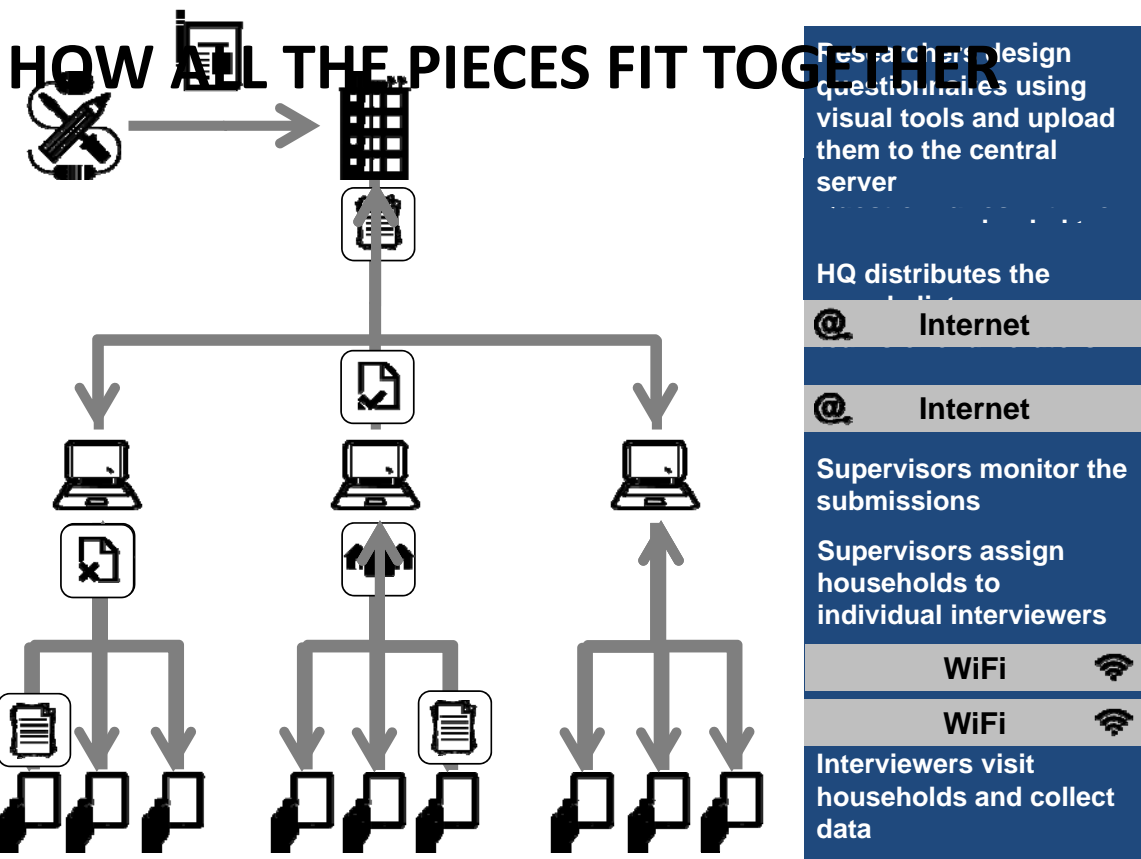 HOW ALL THE PIECES FIT TOGETHER
Researchers design
questionnaires using
visual tools and upload
them to the central
server
HQ distributes the
@ Internet
@ Internet
Supervisors monitor the
submissions
Supervisors assign
households to
individual interviewers
WiFi
WiFi
Interviewers visit
households and collect
data